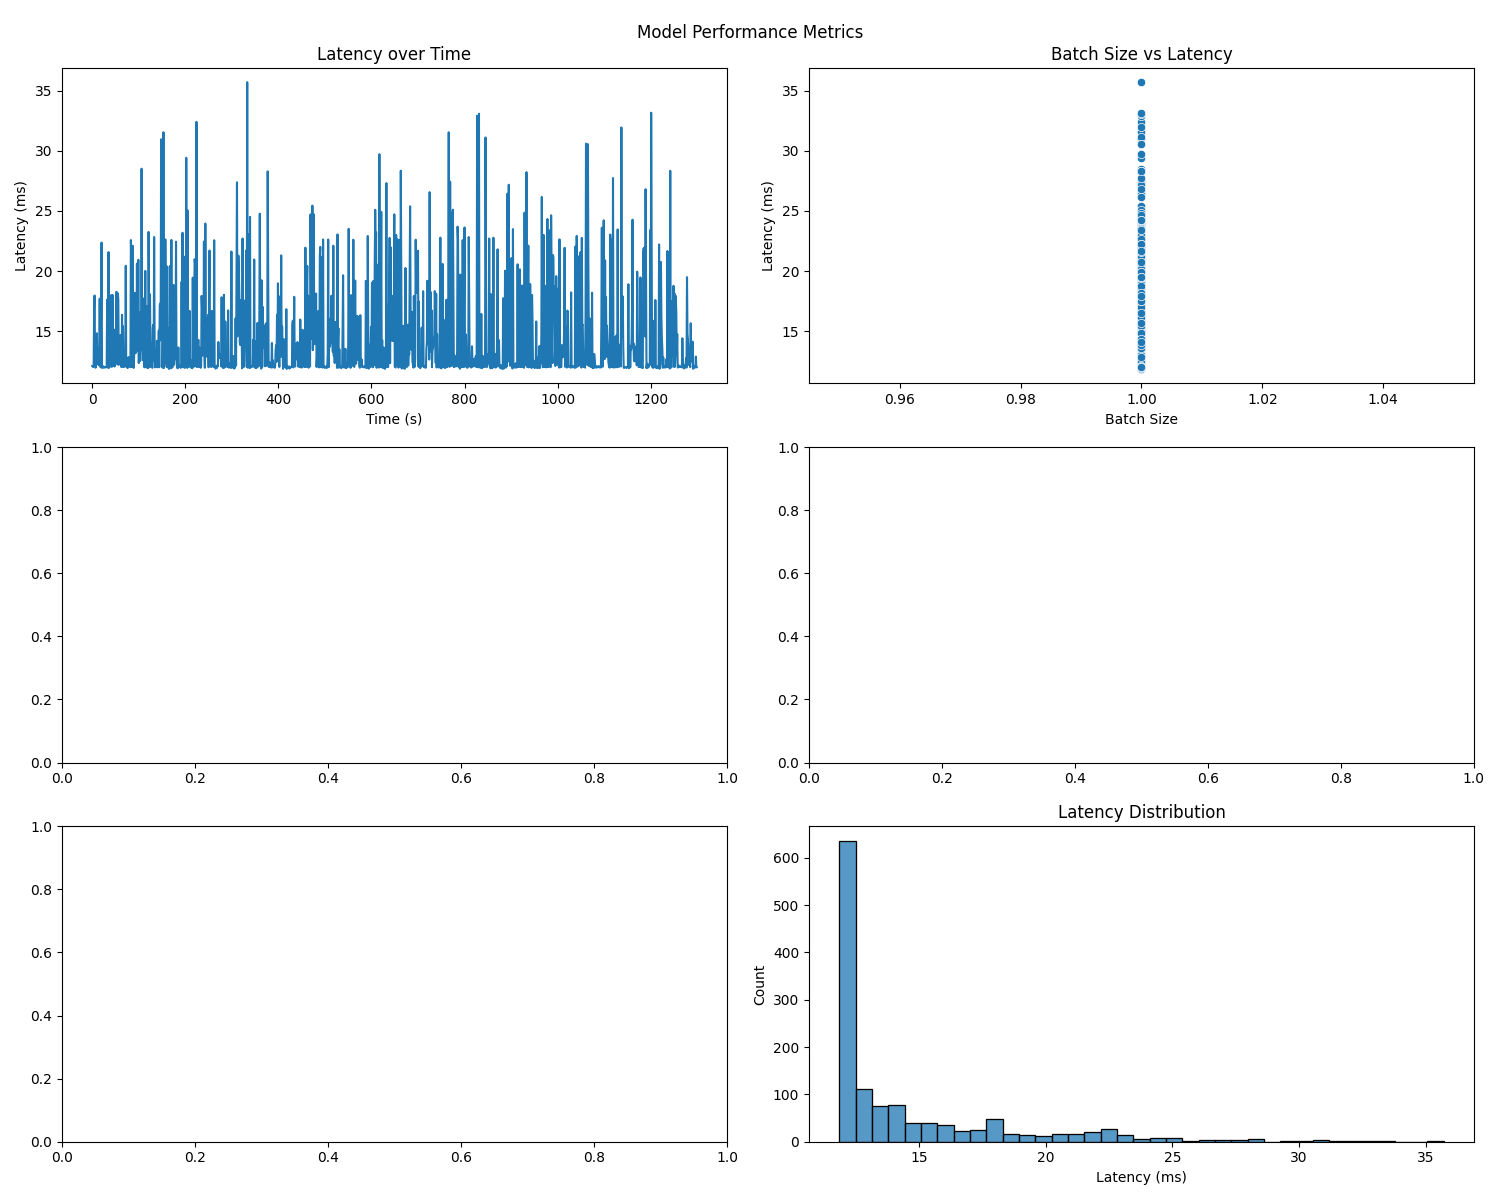 Model Performance Metrics
Latency over Time
Latency (ms)
35
30
25
20
15
0 200 400 600 800 1000 1200
Time (s)
Batch Size vs Latency
Latency (ms)
35
30
25
20
15
0.96 0.98 1.00 1.02 1.04
Batch Size
1.0
0.8
0.6
0.4
0.2
0.0
0.0 0.2 0.4 0.6 0.8 1.0
1.0
0.8
0.6
0.4
0.2
0.0
0.0 0.2 0.4 0.6 0.8 1.0
1.0
0.8
0.6
0.4
0.2
0.0
0.0 0.2 0.4 0.6 0.8 1.0
Latency Distribution
Count
600
500
400
300
200
100
0
15 20 25 30 35
Latency (ms)